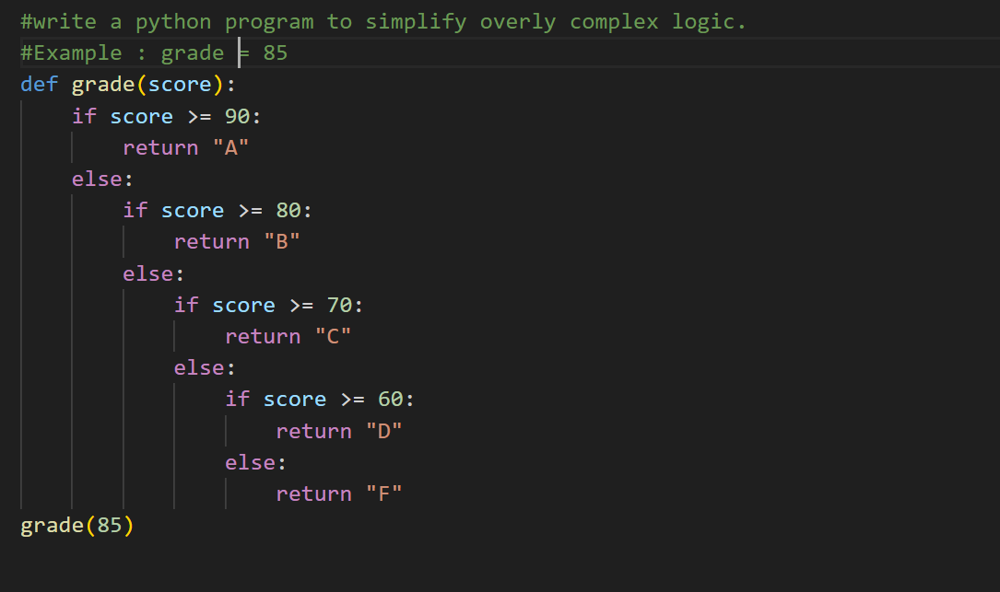 #write a python program to simplify overly complex logic.
#Example : grade = 85
def grade(score):
    if score >= 90:
        return "A"
    else:
        if score >= 80:
            return "B"
        else:
            if score >= 70:
                return "C"
            else:
                if score >= 60:
                    return "D"
                else:
                    return "F"
grade(85)